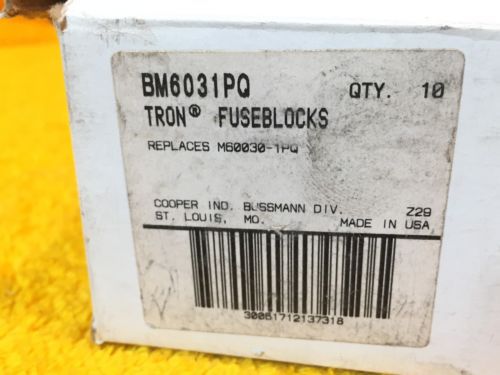 BM6031PQ QTY. 10
TRON® FUSEBLOCKS
REPLACES M60030-1PQ
COOPER IND. BUSSMANN DIV. Z29
ST. LOUIS, MO. MADE IN USA
30051712137318